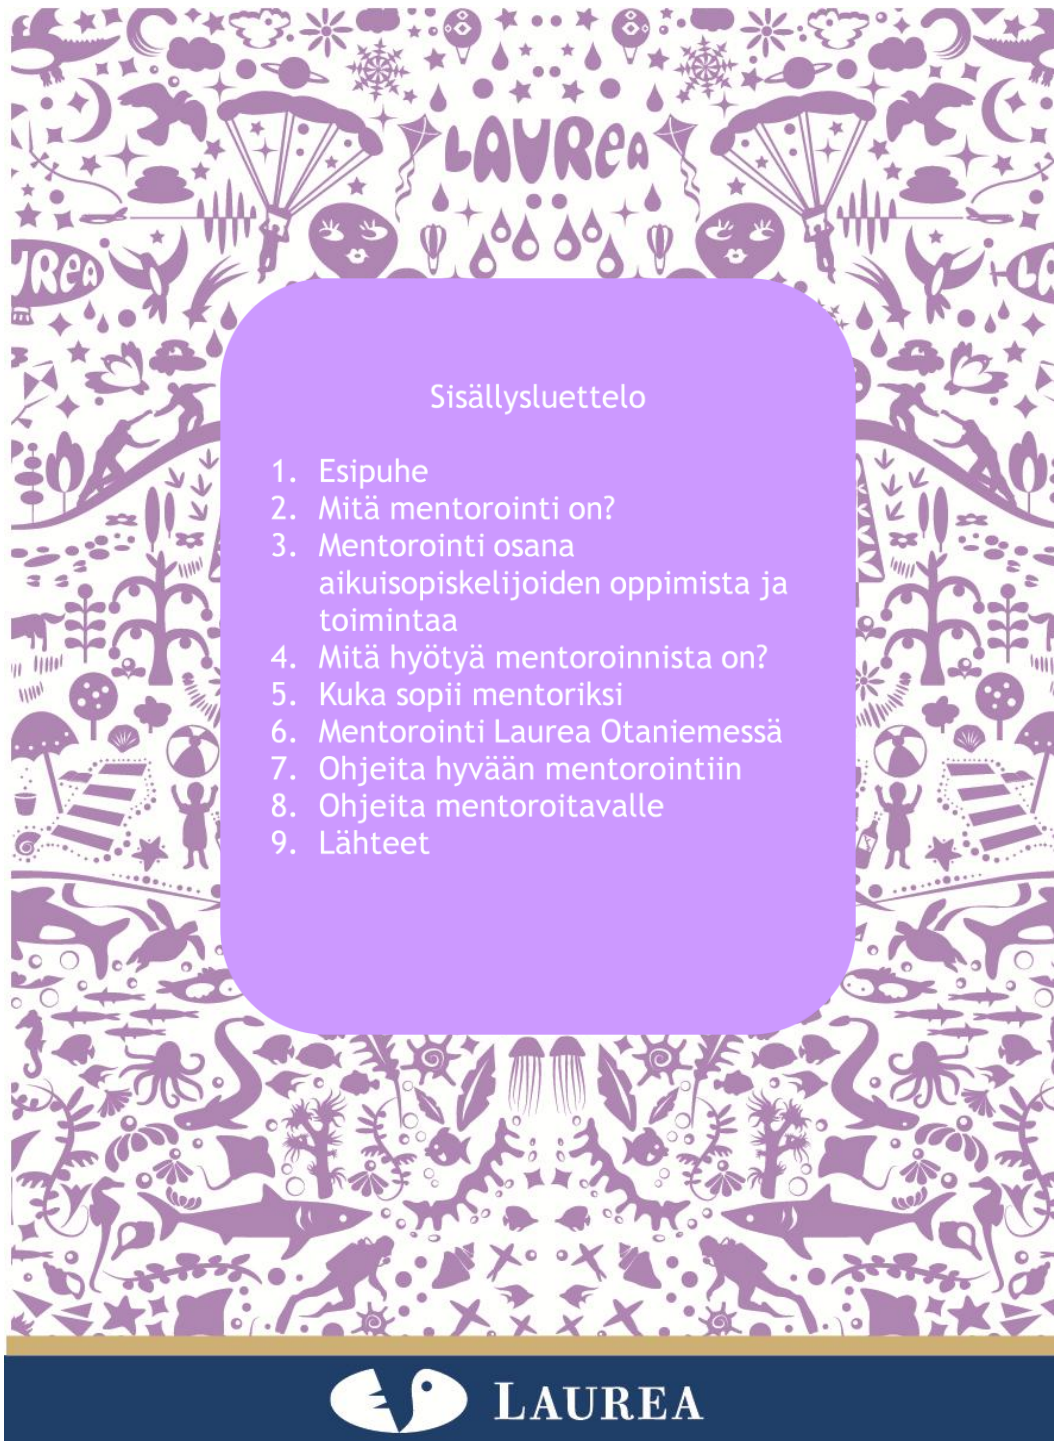 LAUREA
Sisällysluettelo
1. Esipuhe
2. Mitä mentorointi on?
3. Mentorointi osana
aikuisopiskelijoiden oppimista ja
toimintaa
4. Mitä hyötyä mentoroinnista on?
5. Kuka sopii mentoriksi
6. Mentorointi Laurea Otaniemessä
7. Ohjeita hyvään mentorointiin
8. Ohjeita mentoroitavalle
9. Lähteet
LAUREA